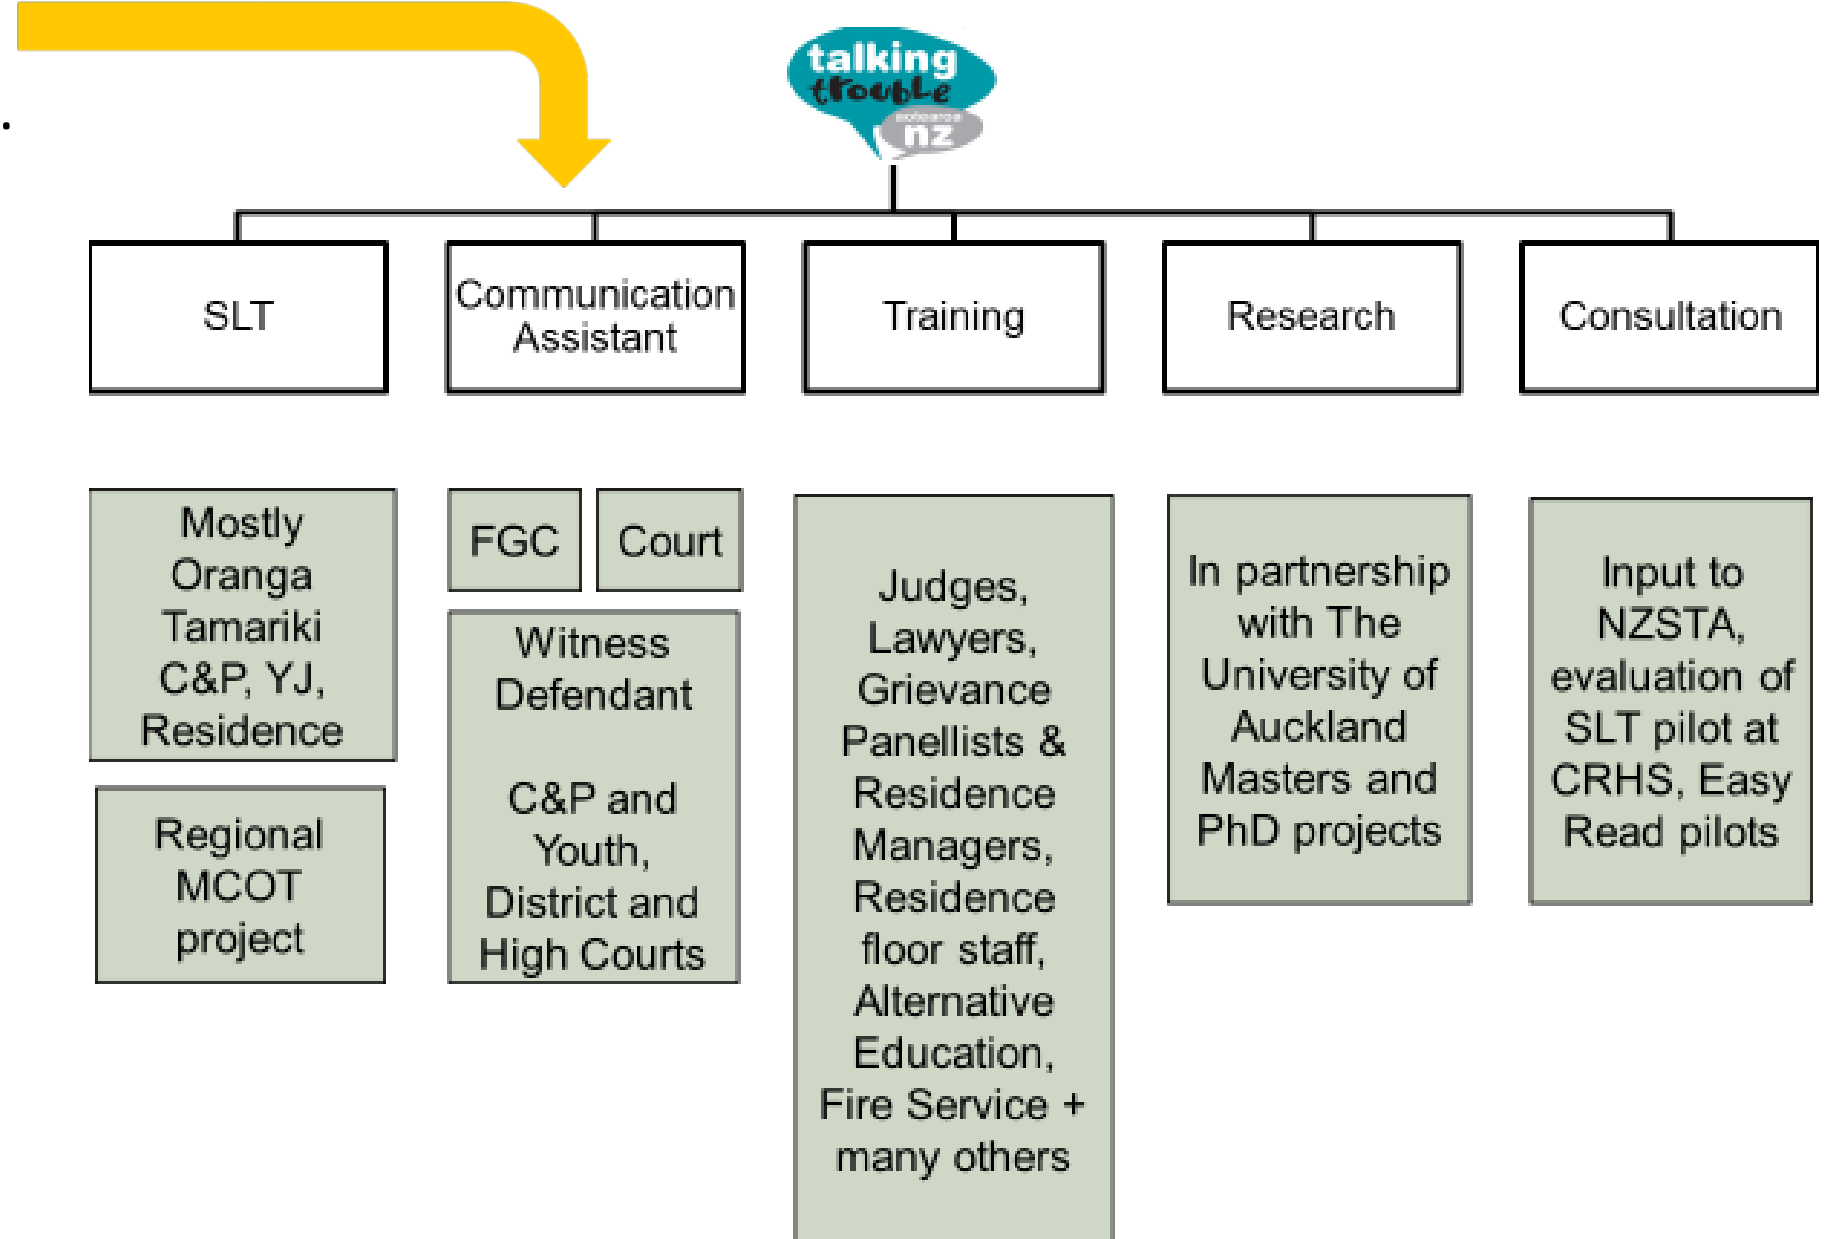 .
talking
trouble
aotearoa
nz
SLT
Communication
Assistant
Training
Research
Consultation
Mostly
Oranga
Tamariki
C&P, YJ,
Residence
Regional
MCOT
project
FGC
Court
Witness
Defendant
C&P and
Youth,
District and
High Courts
Judges,
Lawyers,
Grievance
Panellists &
Residence
Managers,
Residence
floor staff,
Alternative
Education,
Fire Service +
many others
In partnership
with The
University of
Auckland
Masters and
PhD projects
Input to
NZSTA,
evaluation of
SLT pilot at
CRHS, Easy
Read pilots